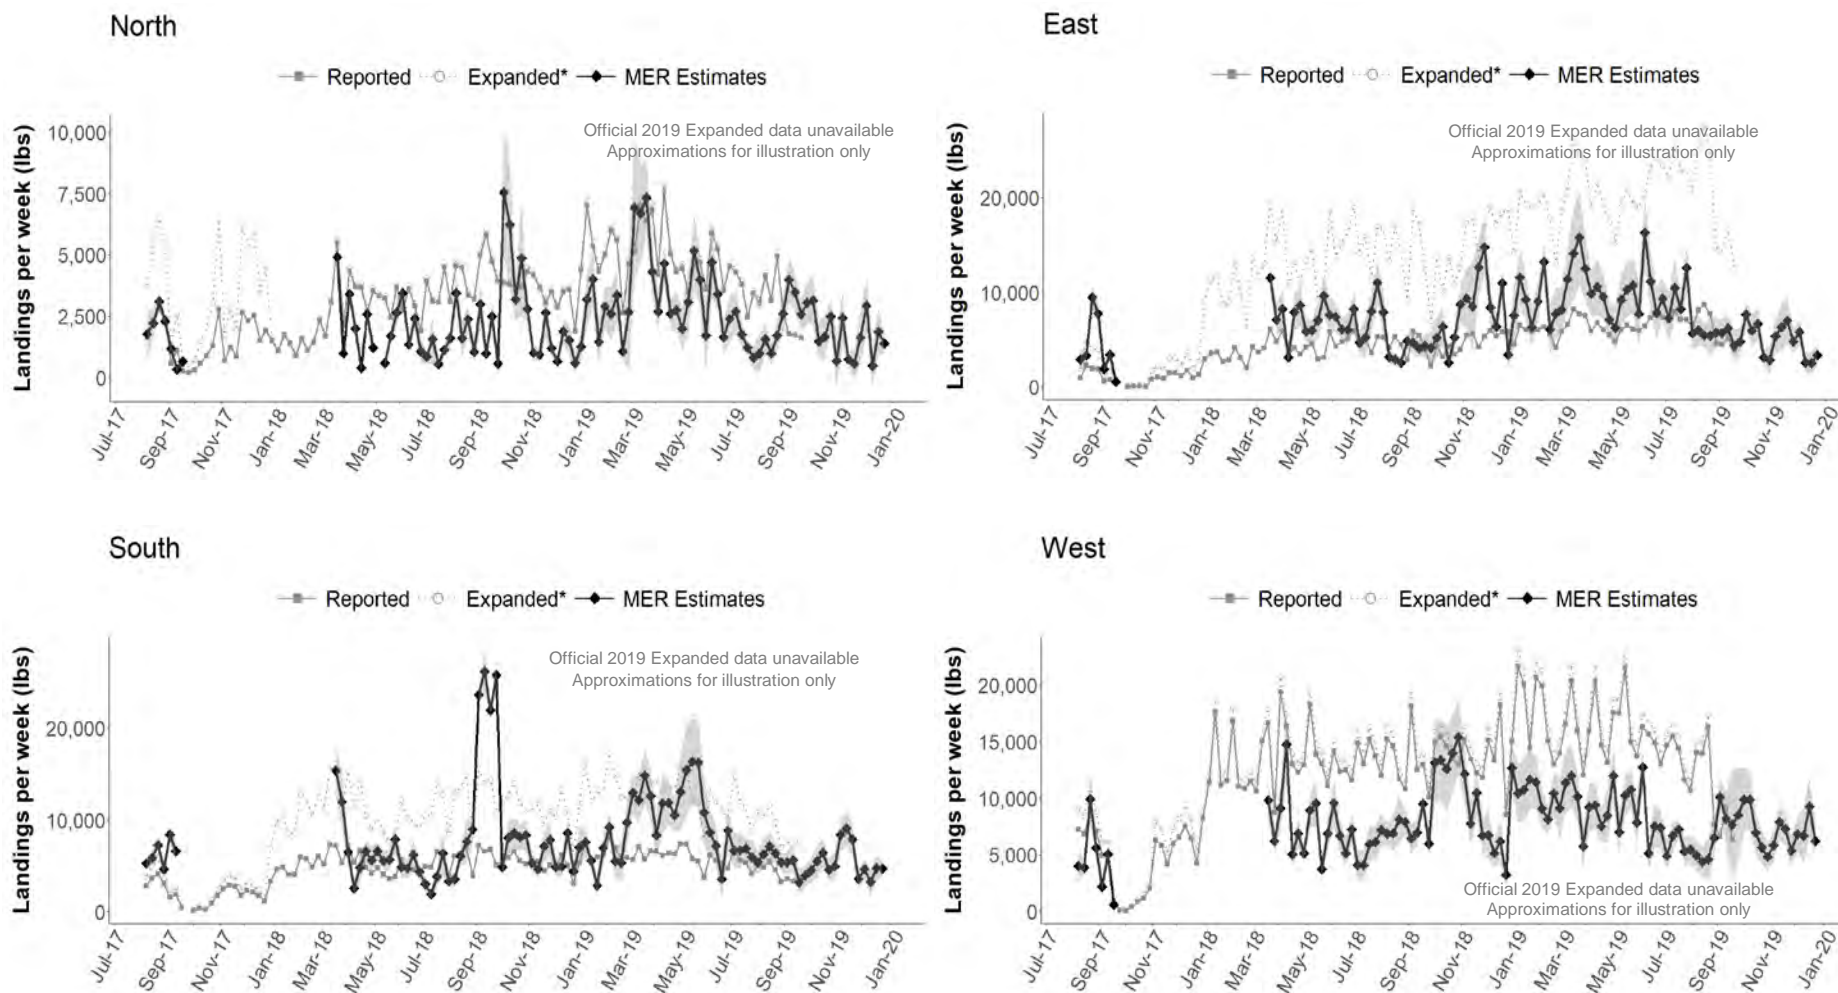 North
Reported Expanded* MER Estimates
Official 2019 Expanded data unavailable
Approximations for illustration only
Landings per week (lbs)
10,000
7,500
5,000
2,500
0
Jul-17 Sep-17 Nov-17 Jan-18 Mar-18 May-18 Jul-18 Sep-18 Nov-18 Jan-19 Mar-19 May-19 Jul-19 Sep-19 Nov-19 Jan-20
East
Reported Expanded* MER Estimates
Official 2019 Expanded data unavailable
Approximations for illustration only
Landings per week (lbs)
20,000
10,000
0
Jul-17 Sep-17 Nov-17 Jan-18 Mar-18 May-18 Jul-18 Sep-18 Nov-18 Jan-19 Mar-19 May-19 Jul-19 Sep-19 Nov-19 Jan-20
South
Reported Expanded* MER Estimates
Official 2019 Expanded data unavailable
Approximations for illustration only
Landings per week (lbs)
20,000
10,000
0
Jul-17 Sep-17 Nov-17 Jan-18 Mar-18 May-18 Jul-18 Sep-18 Nov-18 Jan-19 Mar-19 May-19 Jul-19 Sep-19 Nov-19 Jan-20
West
Reported Expanded* MER Estimates
Landings per week (lbs)
20,000
15,000
10,000
5,000
0
Official 2019 Expanded data unavailable
Approximations for illustration only
Jul-17 Sep-17 Nov-17 Jan-18 Mar-18 May-18 Jul-18 Sep-18 Nov-18 Jan-19 Mar-19 May-19 Jul-19 Sep-19 Nov-19 Jan-20